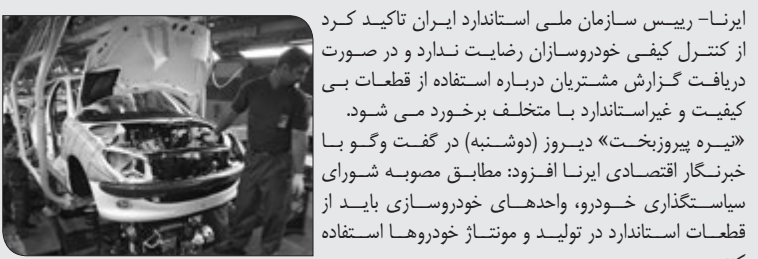 ایرنا- رییس سازمان ملی استاندارد ایران تاکید کرد
از کنترل کیفی خودروسازان رضایت ندارد و در صورت
دریافت گزارش مشتریان درباره استفاده از قطعات بی
کیفیت و غیراستاندارد با متخلف برخورد می شود.
«نیره پیروزبخت» دیروز (دوشنبه) در گفت وگو با
خبرنگار اقتصادی ایرنا افزود: مطابق مصوبه شورای
سیاستگذاری خودرو، واحدهای خودروسازی باید از
قطعات استاندارد در تولید و مونتاژ خودروها استفاده